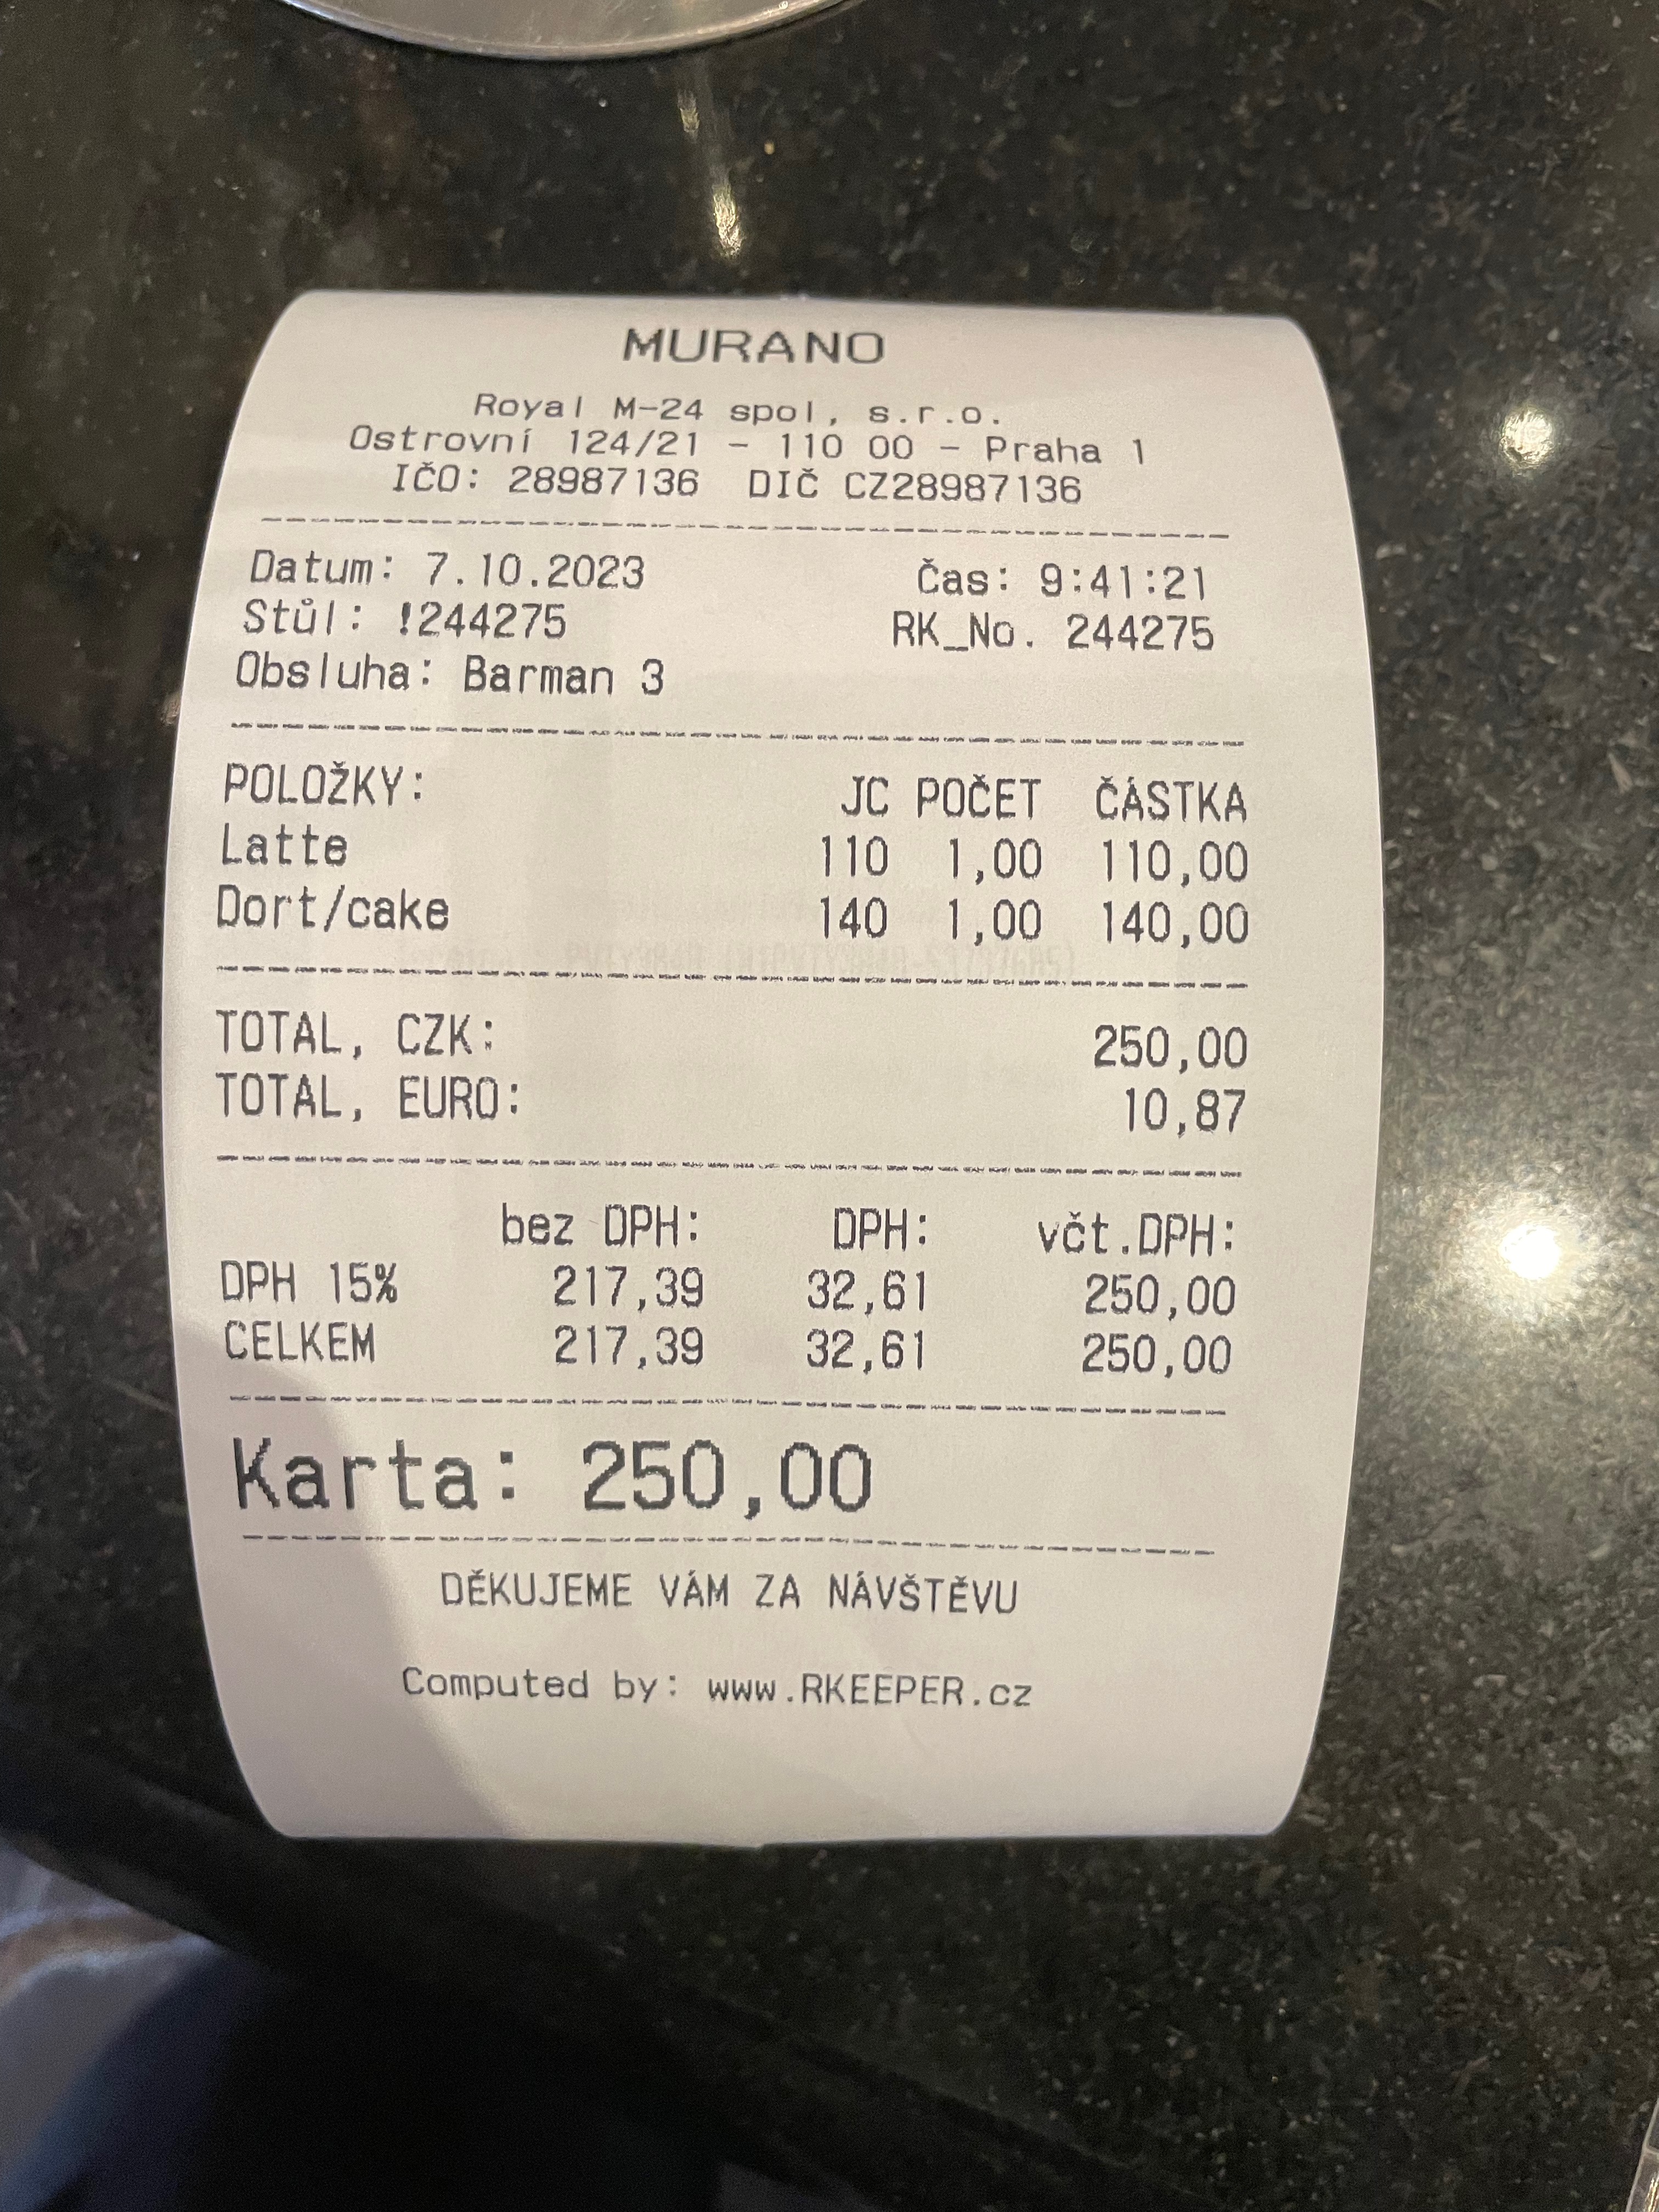 MURANO
Royal M-24 spol, s.r.o.
Ostrovní 124/21 - 110 00 - Praha 1
IČO: 28987136 DIČ CZ28987136
Datum: 7.10.2023 Čas: 9:41:21
Stůl: !244275 RK_No. 244275
Obsluha: Barman 3
POLOŽKY: JC POČET ČÁSTKA
Latte 110 1,00 110,00
Dort/cake 140 1,00 140,00
TOTAL, CZK: 250,00
TOTAL, EURO: 10,87
bez DPH: DPH: včt.DPH:
DPH 15% 217,39 32,61 250,00
CELKEM 217,39 32,61 250,00
Karta: 250,00
DĚKUJEME VÁM ZA NÁVŠTĚVU
Computed by: www.RKEEPER.cz